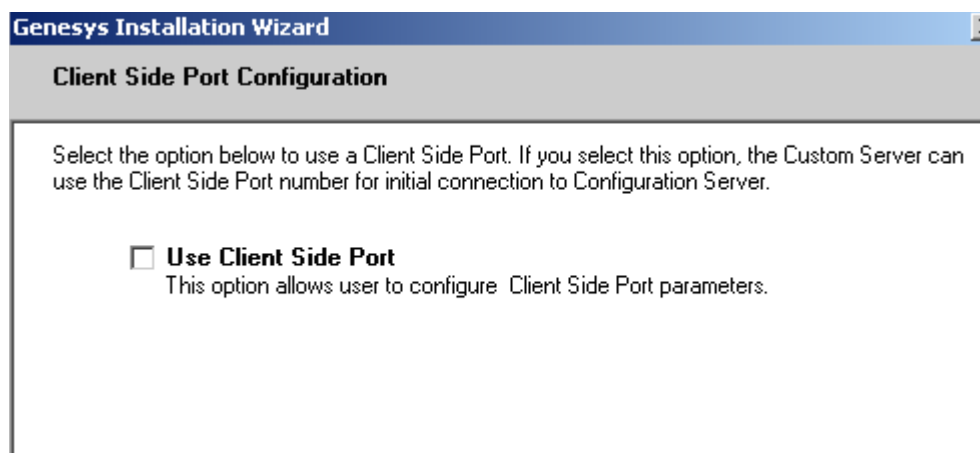 Genesys Installation Wizard
Client Side Port Configuration
Select the option below to use a Client Side Port. If you select this option, the Custom Server can
use the Client Side Port number for initial connection to Configuration Server.
Use Client Side Port
This option allows user to configure  Client Side Port parameters.